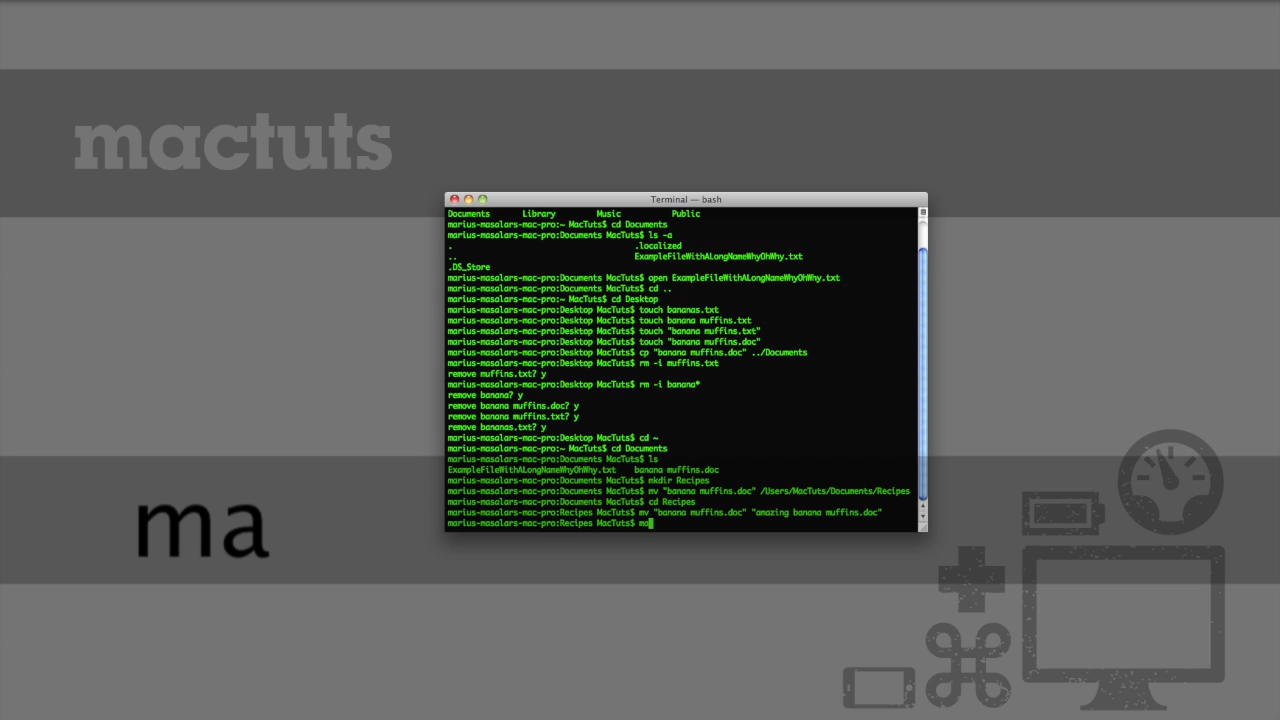 mactuts
Terminal — bash
Documents Library Music Public
marius-masalars-mac-pro:~ MacTuts$ cd Documents
marius-masalars-mac-pro:Documents MacTuts$ ls -a
. .localized
.. ExampleFileWithALongNameWhyOhWhy.txt
.DS_Store
marius-masalars-mac-pro:Documents MacTuts$ open ExampleFileWithALongNameWhyOhWhy.txt
marius-masalars-mac-pro:Documents MacTuts$ cd ..
marius-masalars-mac-pro:~ MacTuts$ cd Desktop
marius-masalars-mac-pro:Desktop MacTuts$ touch bananas.txt
marius-masalars-mac-pro:Desktop MacTuts$ touch banana muffins.txt
marius-masalars-mac-pro:Desktop MacTuts$ touch "banana muffins.txt"
marius-masalars-mac-pro:Desktop MacTuts$ touch "banana muffins.doc"
marius-masalars-mac-pro:Desktop MacTuts$ cp "banana muffins.doc" ../Documents
marius-masalars-mac-pro:Desktop MacTuts$ rm -i muffins.txt
remove muffins.txt? y
marius-masalars-mac-pro:Desktop MacTuts$ rm -i banana*
remove banana? y
remove banana muffins.doc? y
remove banana muffins.txt? y
remove bananas.txt? y
marius-masalars-mac-pro:Desktop MacTuts$ cd ~
marius-masalars-mac-pro:~ MacTuts$ cd Documents
marius-masalars-mac-pro:Documents MacTuts$ ls
ExampleFileWithALongNameWhyOhWhy.txt banana muffins.doc
marius-masalars-mac-pro:Documents MacTuts$ mkdir Recipes
marius-masalars-mac-pro:Documents MacTuts$ mv "banana muffins.doc" /Users/MacTuts/Documents/Recipes
marius-masalars-mac-pro:Documents MacTuts$ cd Recipes
marius-masalars-mac-pro:Recipes MacTuts$ mv "banana muffins.doc" "amazing banana muffins.doc"
marius-masalars-mac-pro:Recipes MacTuts$ ma
ma